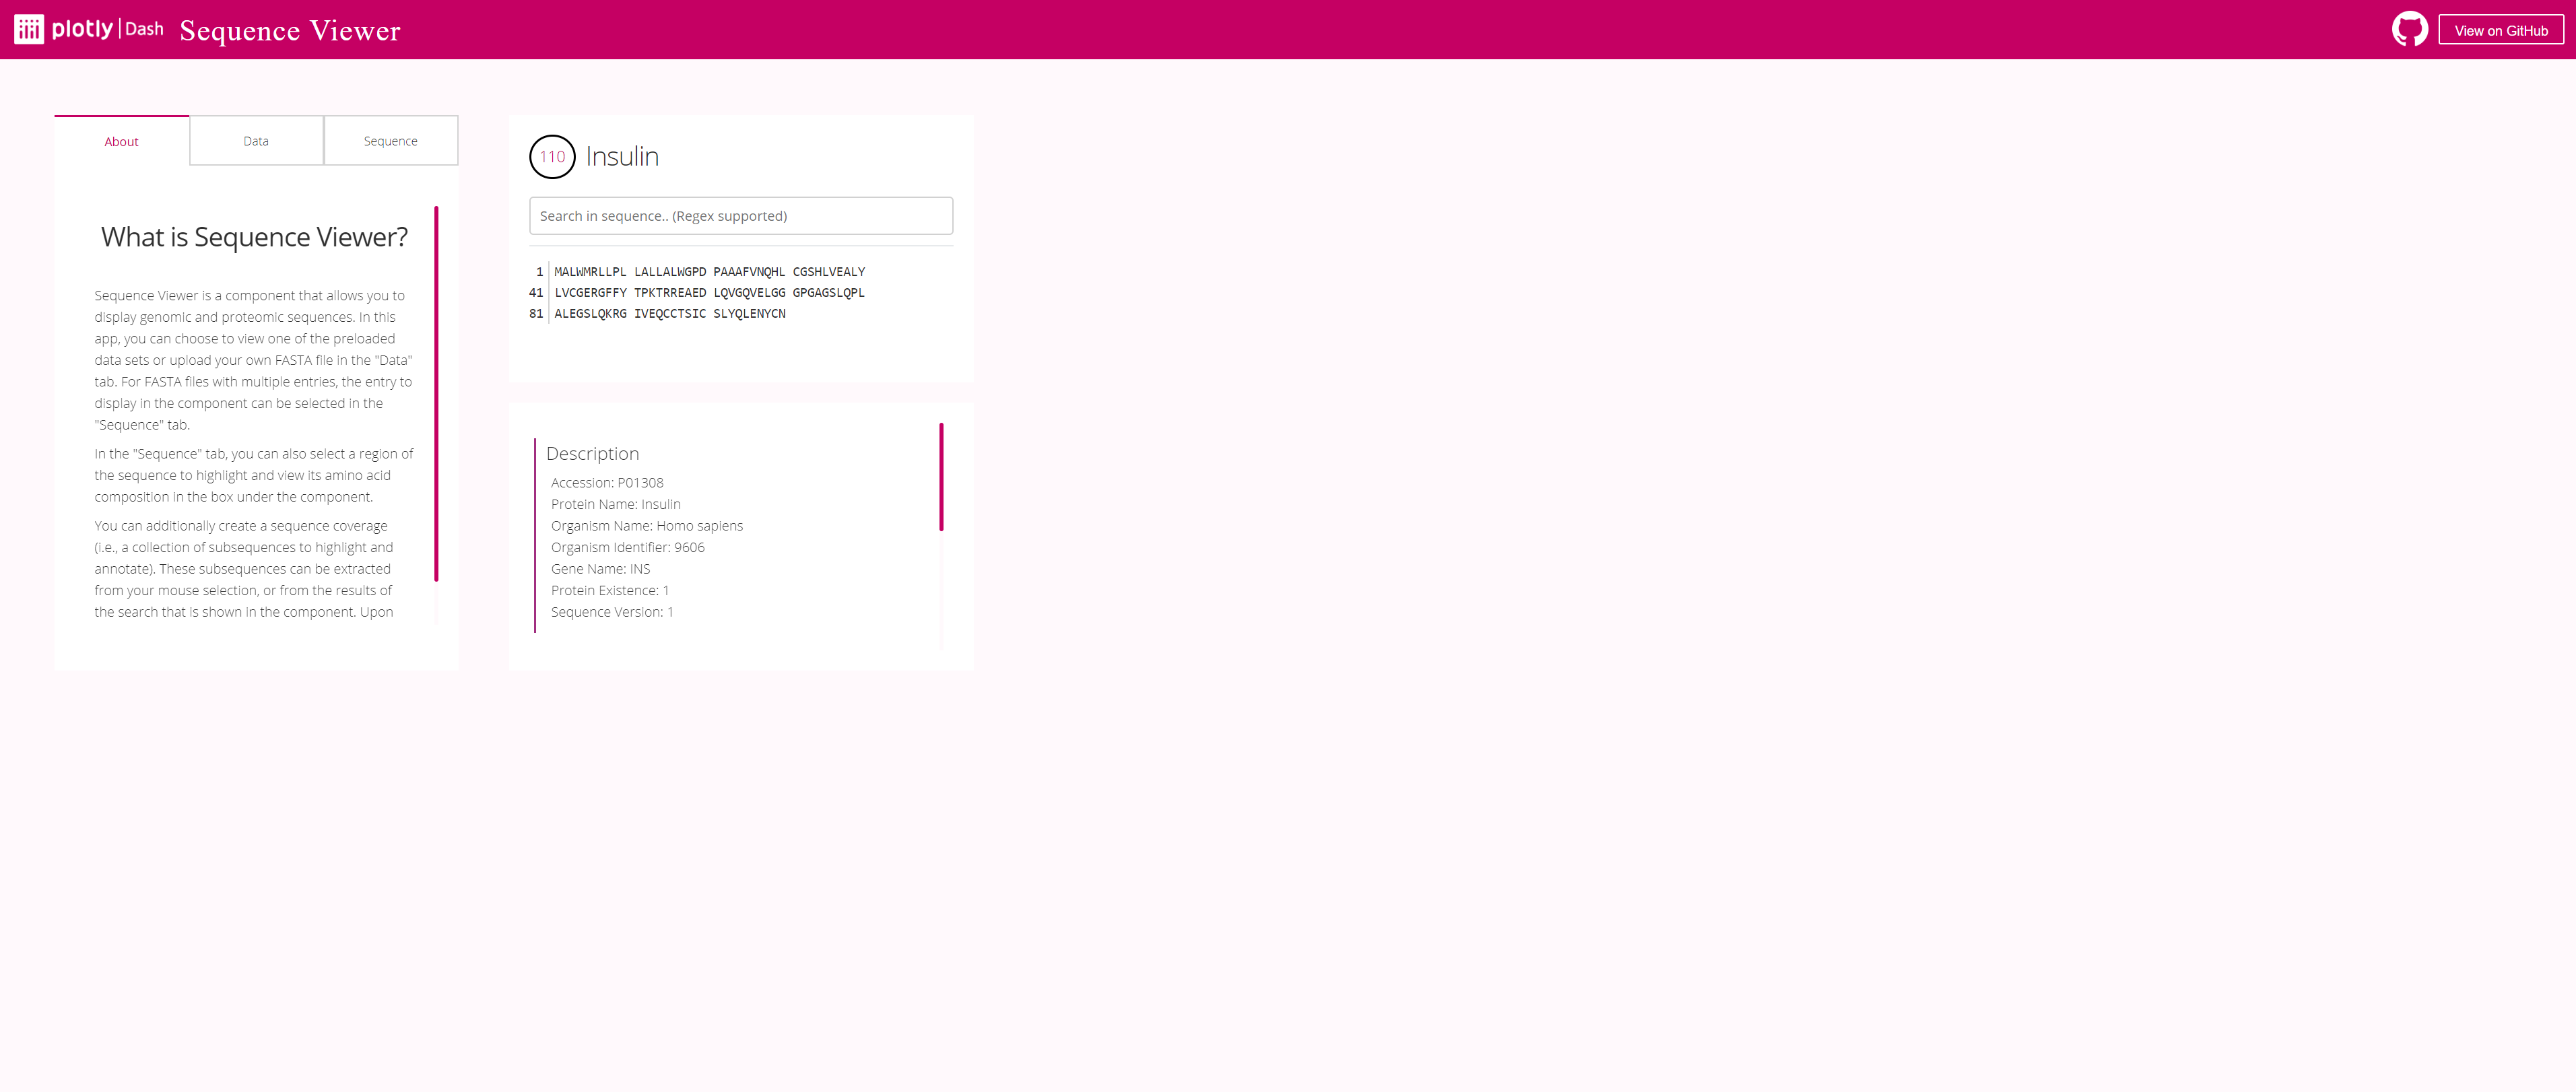 plotly | Dash Sequence Viewer
View on GitHub
About Data Sequence
What is Sequence Viewer?
Sequence Viewer is a component that allows you to
display genomic and proteomic sequences. In this
app, you can choose to view one of the preloaded
data sets or upload your own FASTA file in the "Data"
tab. For FASTA files with multiple entries, the entry to
display in the component can be selected in the
"Sequence" tab.
In the "Sequence" tab, you can also select a region of
the sequence to highlight and view its amino acid
composition in the box under the component.
You can additionally create a sequence coverage
(i.e., a collection of subsequences to highlight and
annotate). These subsequences can be extracted
from your mouse selection, or from the results of
the search that is shown in the component. Upon
110 Insulin
Search in sequence.. (Regex supported)
1 MALWMRLLPL LALLALWGPD PAAAFVNQHL CGSHLVEALY
41 LVCGERGFFY TPKTRREAED LQVGQVELGG GPGAGSLQPL
81 ALEGSLQKRG IVEQCCTSIC SLYQLENYCN
Description
Accession: P01308
Protein Name: Insulin
Organism Name: Homo sapiens
Organism Identifier: 9606
Gene Name: INS
Protein Existence: 1
Sequence Version: 1